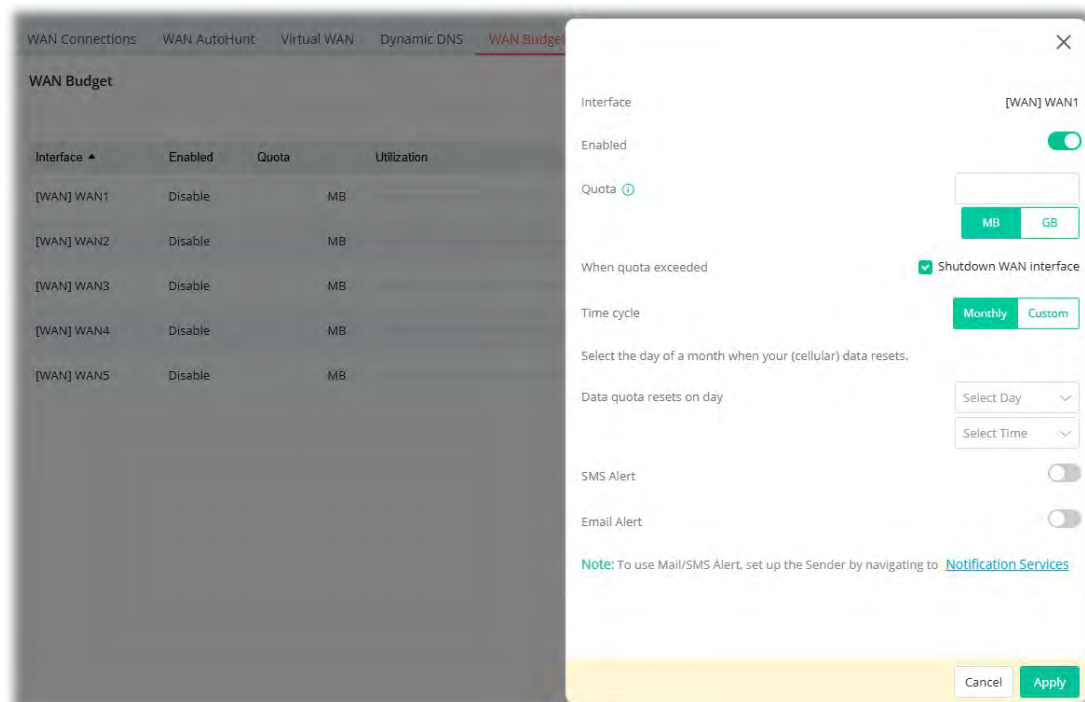 WAN Connections WAN AutoHunt Virtual WAN Dynamic DNS WAN Budget
WAN Budget
Interface Enabled Quota Utilization
[WAN] WAN1 Disable MB
[WAN] WAN2 Disable MB
[WAN] WAN3 Disable MB
[WAN] WAN4 Disable MB
[WAN] WAN5 Disable MB
Interface [WAN] WAN1
Enabled
Quota
MB GB
When quota exceeded Shutdown WAN interface
Time cycle Monthly Custom
Select the day of a month when your (cellular) data resets.
Data quota resets on day Select Day
Select Time
SMS Alert
Email Alert
Note: To use Mail/SMS Alert, set up the Sender by navigating to Notification Services
Cancel Apply